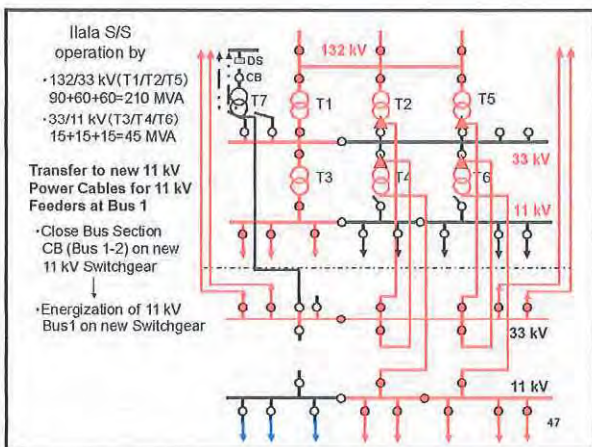 Ilala S/S
operation by
・132/33 kV(T1/T2/T5)
90+60+60=210 MVA
・33/11 kV(T3/T4/T6)
15+15+15=45 MVA
Transfer to new 11 kV
Power Cables for 11 kV
Feeders at Bus 1
・Close Bus Section
CB (Bus 1-2) on new
11 kV Switchgear
・Energization of 11 kV
Bus1 on new Switchgear
132 kV
DS
CB
T7
T1
T2
T5
33 kV
T3
T4
T6
11 kV
33 kV
11 kV
47